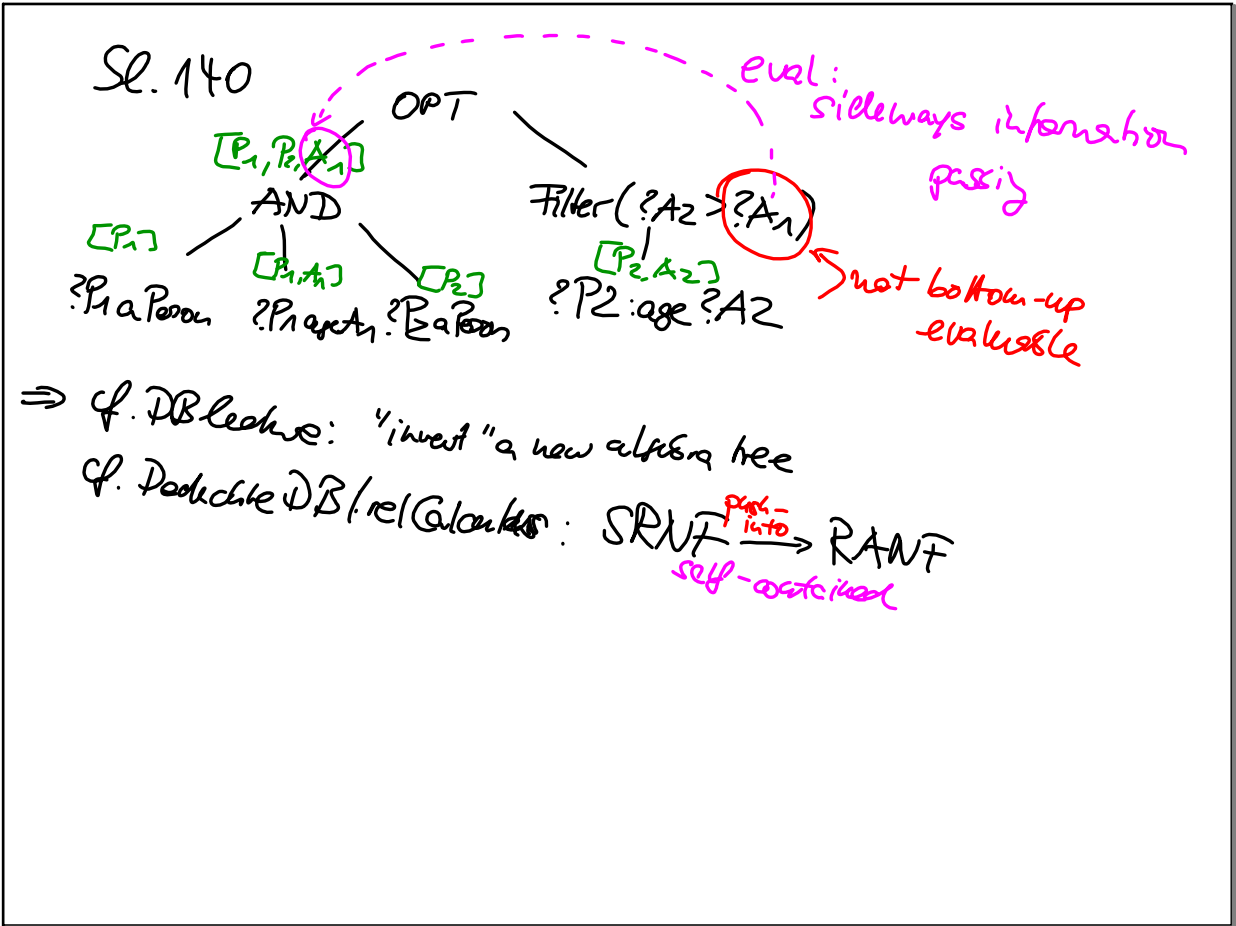 Sl. 140
OPT
eval:
sideways information
passing
[P1, P2, A1]
AND
Filter(?A2 > ?A1)
[P1]
[P1,A1]
[P2]
[P2,A2]
?P1 a Person
?P1 age A1
?P2 a Person
?P2 :age ?A2
not bottom-up
evaluable
⇒ cf. DB lecture: "invent" a new algebra tree
cf. Deductive DB/relCalculus: SRNF push-into → RANF
self-contained